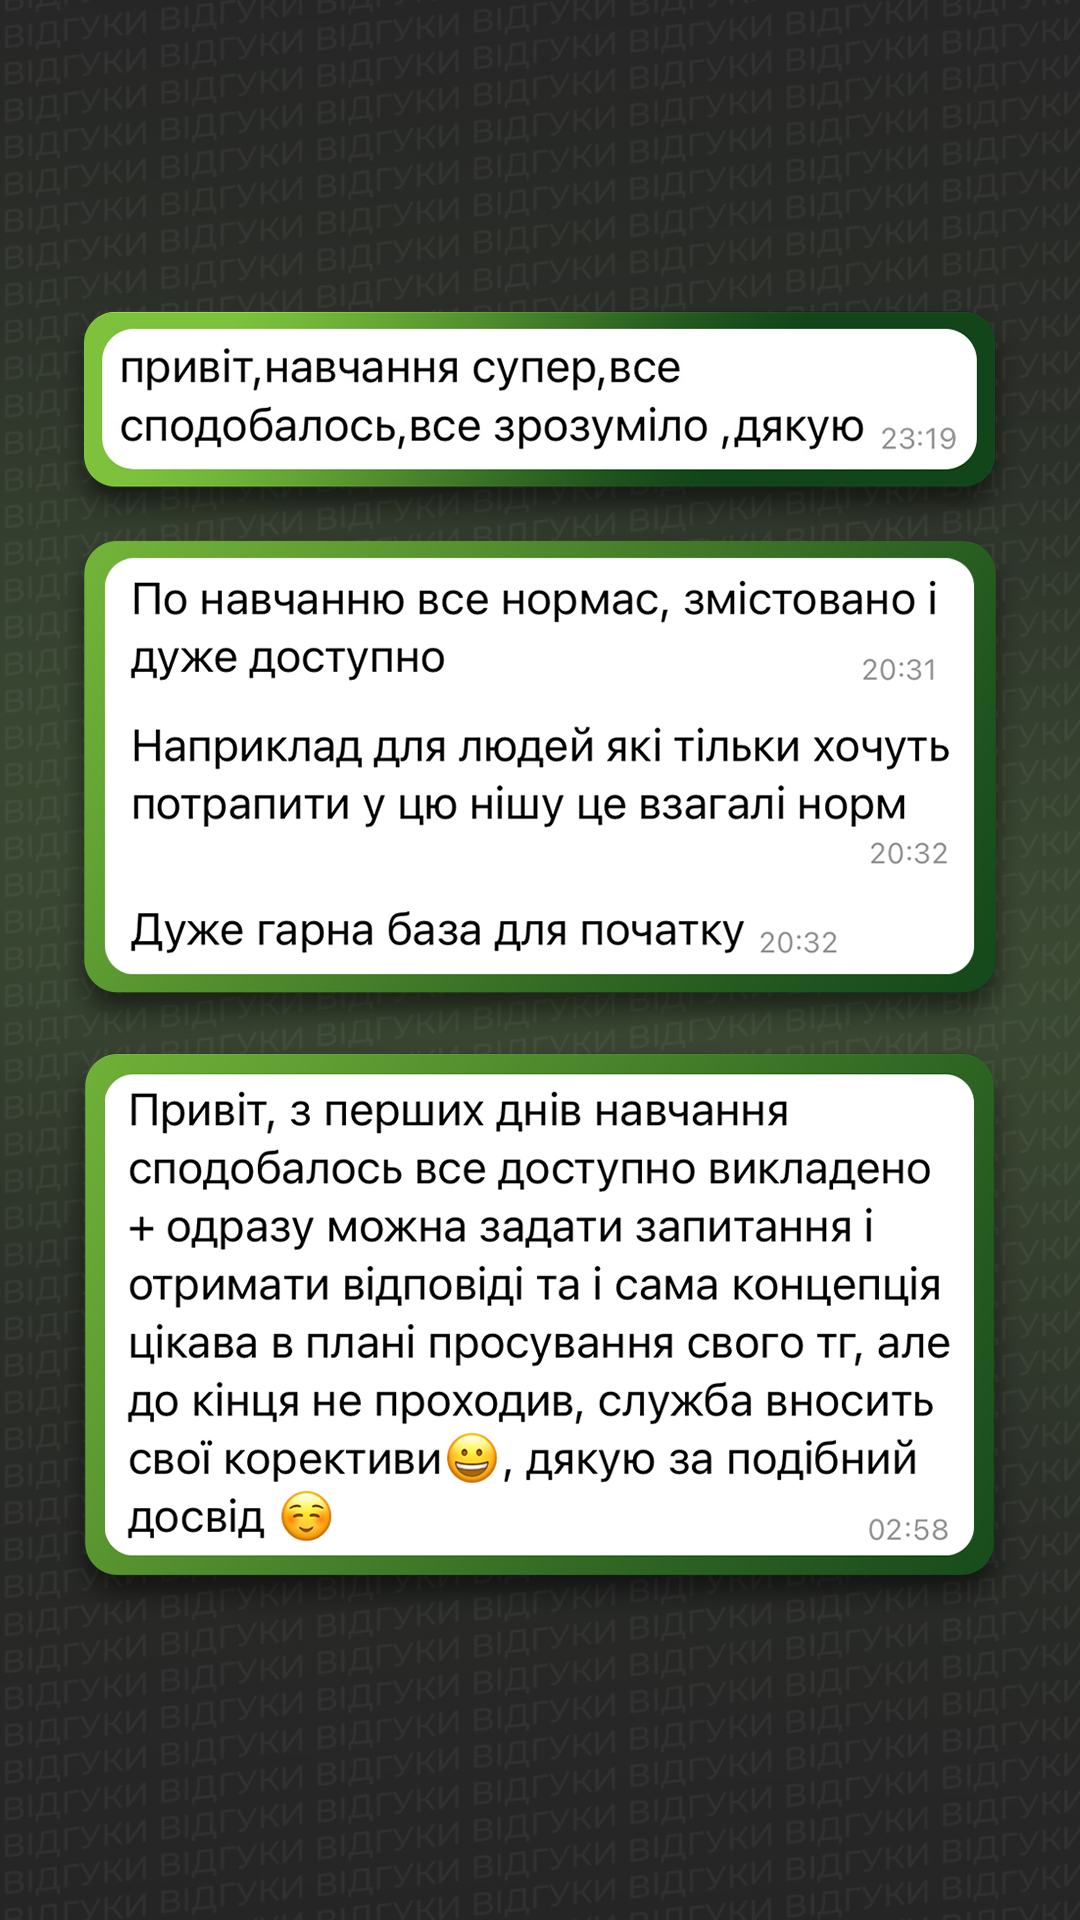 привіт,навчання супер,все
сподобалось,все зрозуміло ,дякую 23:19
По навчанню все нормас, змістовано і
дуже доступно 20:31
Наприклад для людей які тільки хочуть
потрапити у цю нішу це взагалі норм
20:32
Дуже гарна база для початку 20:32
Привіт, з перших днів навчання
сподобалось все доступно викладено
+ одразу можна задати запитання і
отримати відповіді та і сама концепція
цікава в плані просування свого тг, але
до кінця не проходив, служба вносить
свої корективи😀, дякую за подібний
досвід ☺️ 02:58
ВІДГУКИ